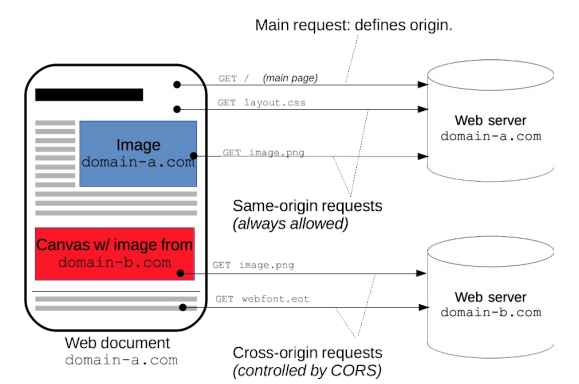 Main request: defines origin.
GET / (main page)
GET layout.css
Image
domain-a.com
GET image.png
Web server
domain-a.com
Same-origin requests
(always allowed)
Canvas w/ image from
domain-b.com
GET image.png
GET webfont.eot
Web server
domain-b.com
Web document
domain-a.com
Cross-origin requests
(controlled by CORS)